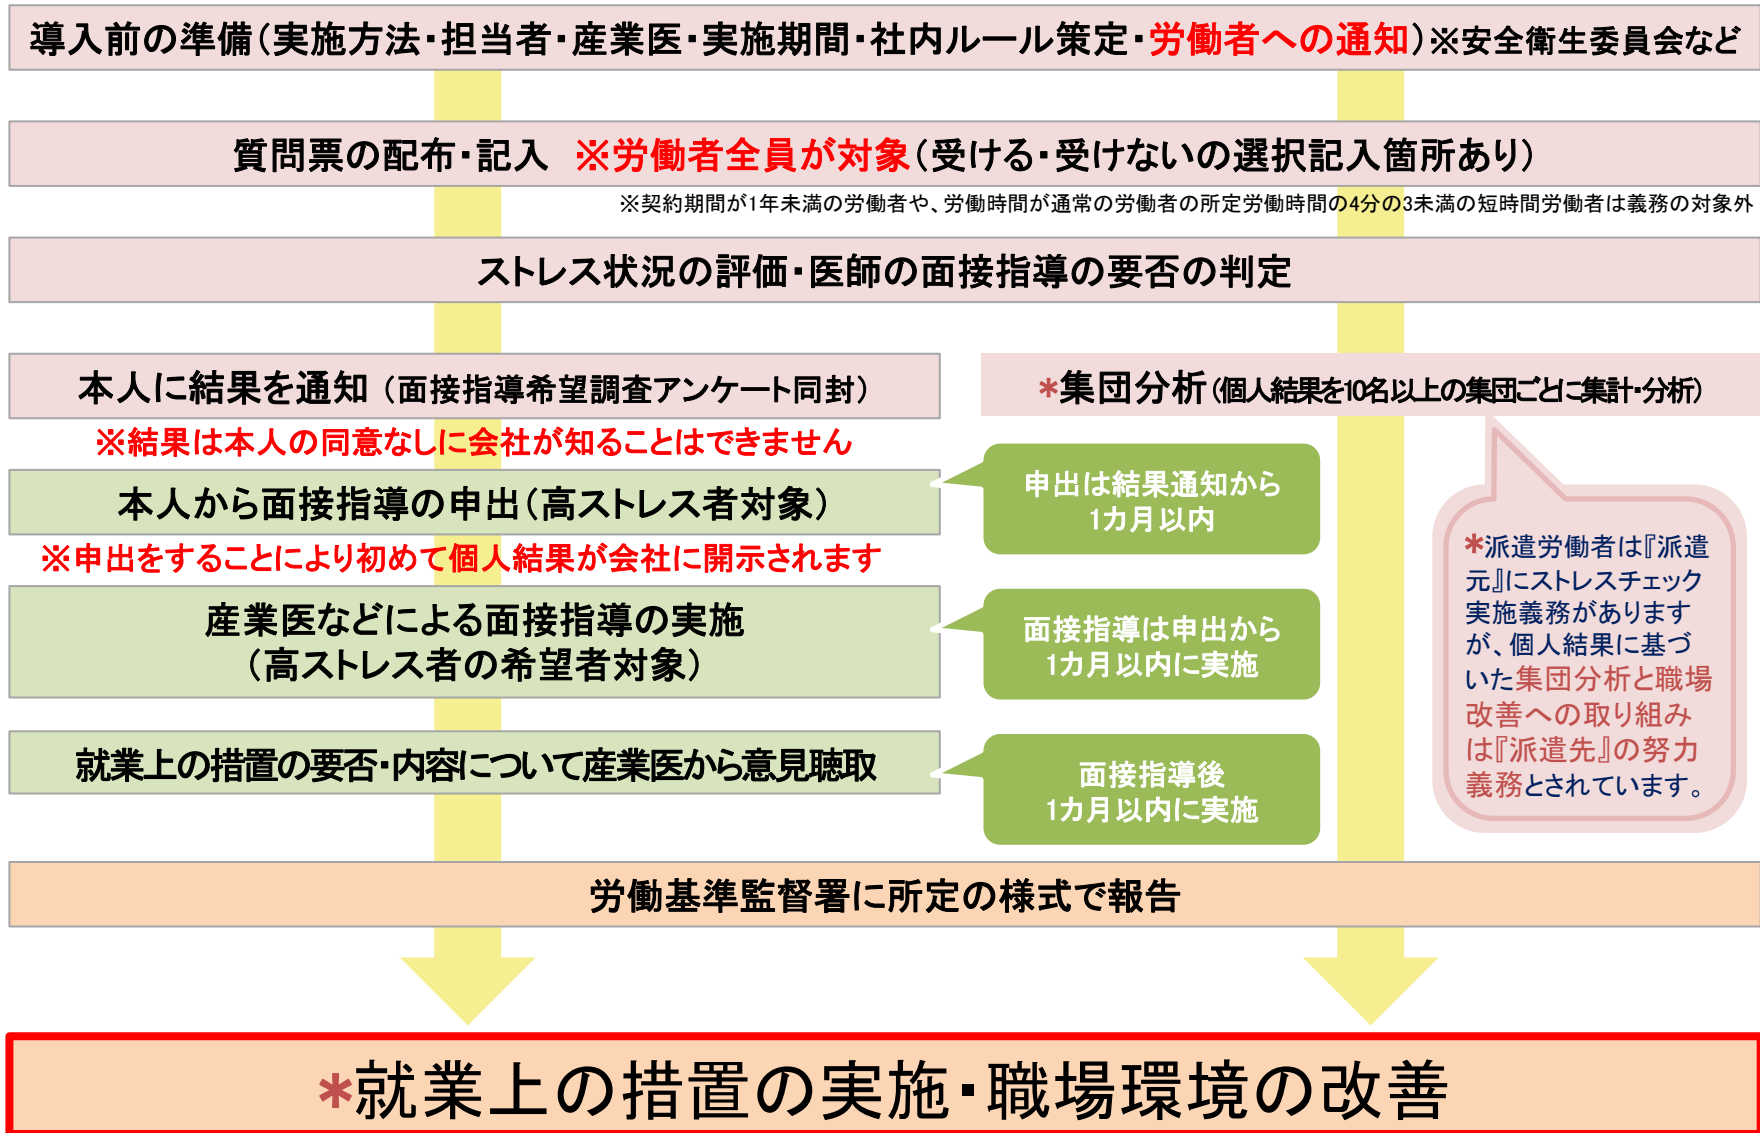 導入前の準備（実施方法・担当者・産業医・実施期間・社内ルール策定・労働者への通知）※安全衛生委員会など
質問票の配布・記入　※労働者全員が対象（受ける・受けないの選択記入箇所あり）
※契約期間が1年未満の労働者や、労働時間が通常の労働者の所定労働時間の4分の3未満の短時間労働者は義務の対象外
ストレス状況の評価・医師の面接指導の要否の判定
本人に結果を通知（面接指導希望調査アンケート同封）
※結果は本人の同意なしに会社が知ることはできません
本人から面接指導の申出（高ストレス者対象）
※申出をすることにより初めて個人結果が会社に開示されます
産業医などによる面接指導の実施
（高ストレス者の希望者対象）
就業上の措置の要否・内容について産業医から意見聴取
申出は結果通知から
1カ月以内
面接指導は申出から
1カ月以内に実施
面接指導後
1カ月以内に実施
*集団分析（個人結果を10名以上の集団ごとに集計・分析）
*派遣労働者は『派遣
元』にストレスチェック
実施義務があります
が、個人結果に基づ
いた集団分析と職場
改善への取り組み
は『派遣先』の努力
義務とされています。
労働基準監督署に所定の様式で報告
*就業上の措置の実施・職場環境の改善